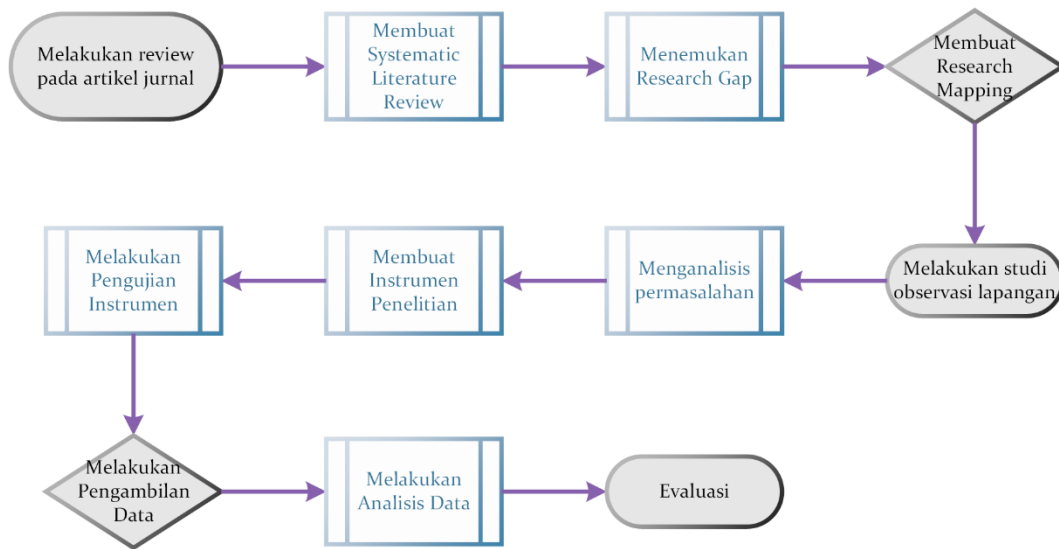 Melakukan review
pada artikel jurnal
Membuat
Systematic
Literature
Review
Menemukan
Research Gap
Membuat
Research
Mapping
Melakukan studi
observasi lapangan
Menganalisis
permasalahan
Membuat
Instrumen
Penelitian
Melakukan
Pengujian
Instrumen
Melakukan
Pengambilan
Data
Melakukan
Analisis Data
Evaluasi